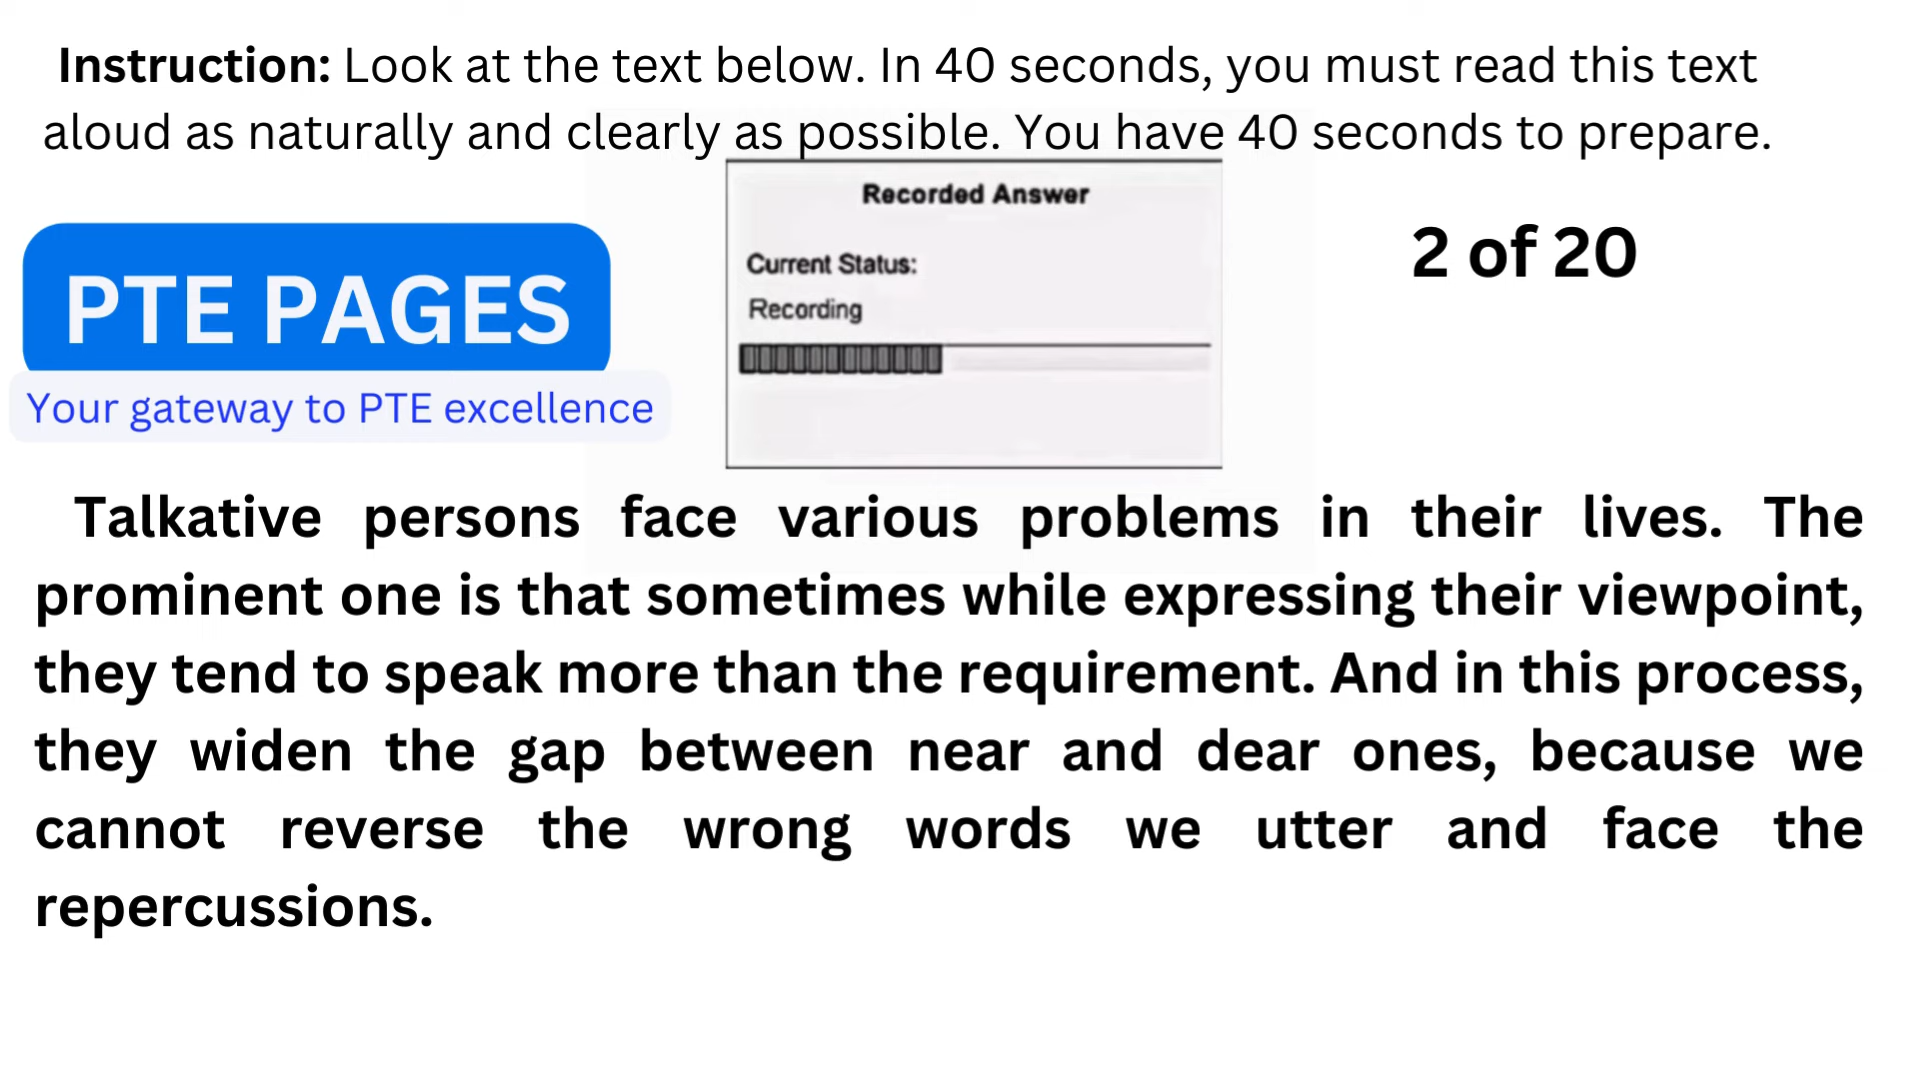 Instruction: Look at the text below. In 40 seconds, you must read this text
aloud as naturally and clearly as possible. You have 40 seconds to prepare.
Recorded Answer
Current Status:
Recording
2 of 20
PTE PAGES
Your gateway to PTE excellence
Talkative persons face various problems in their lives. The
prominent one is that sometimes while expressing their viewpoint,
they tend to speak more than the requirement. And in this process,
they widen the gap between near and dear ones, because we
cannot reverse the wrong words we utter and face the
repercussions.